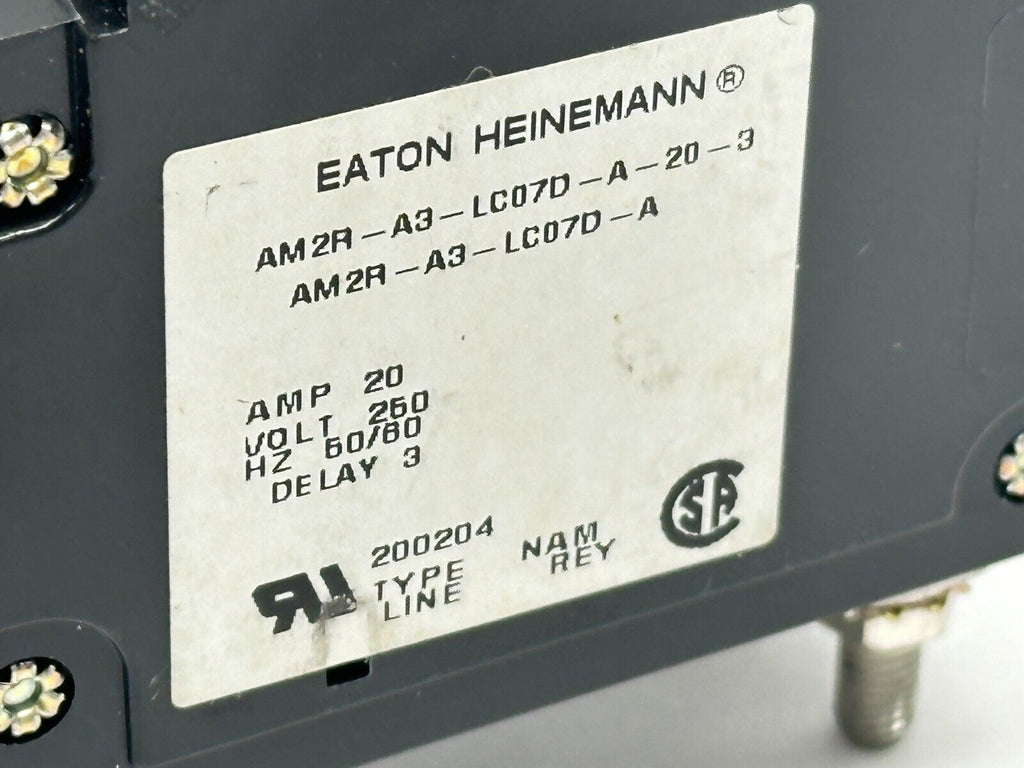 EATON HEINEMANN®
AM2R-A3-LC07D-A-20-3
AM2R-A3-LC07D-A
AMP 20
VOLT 250
HZ 50/60
DELAY 3
200204
TYPE
LINE
NAM
REY
SA